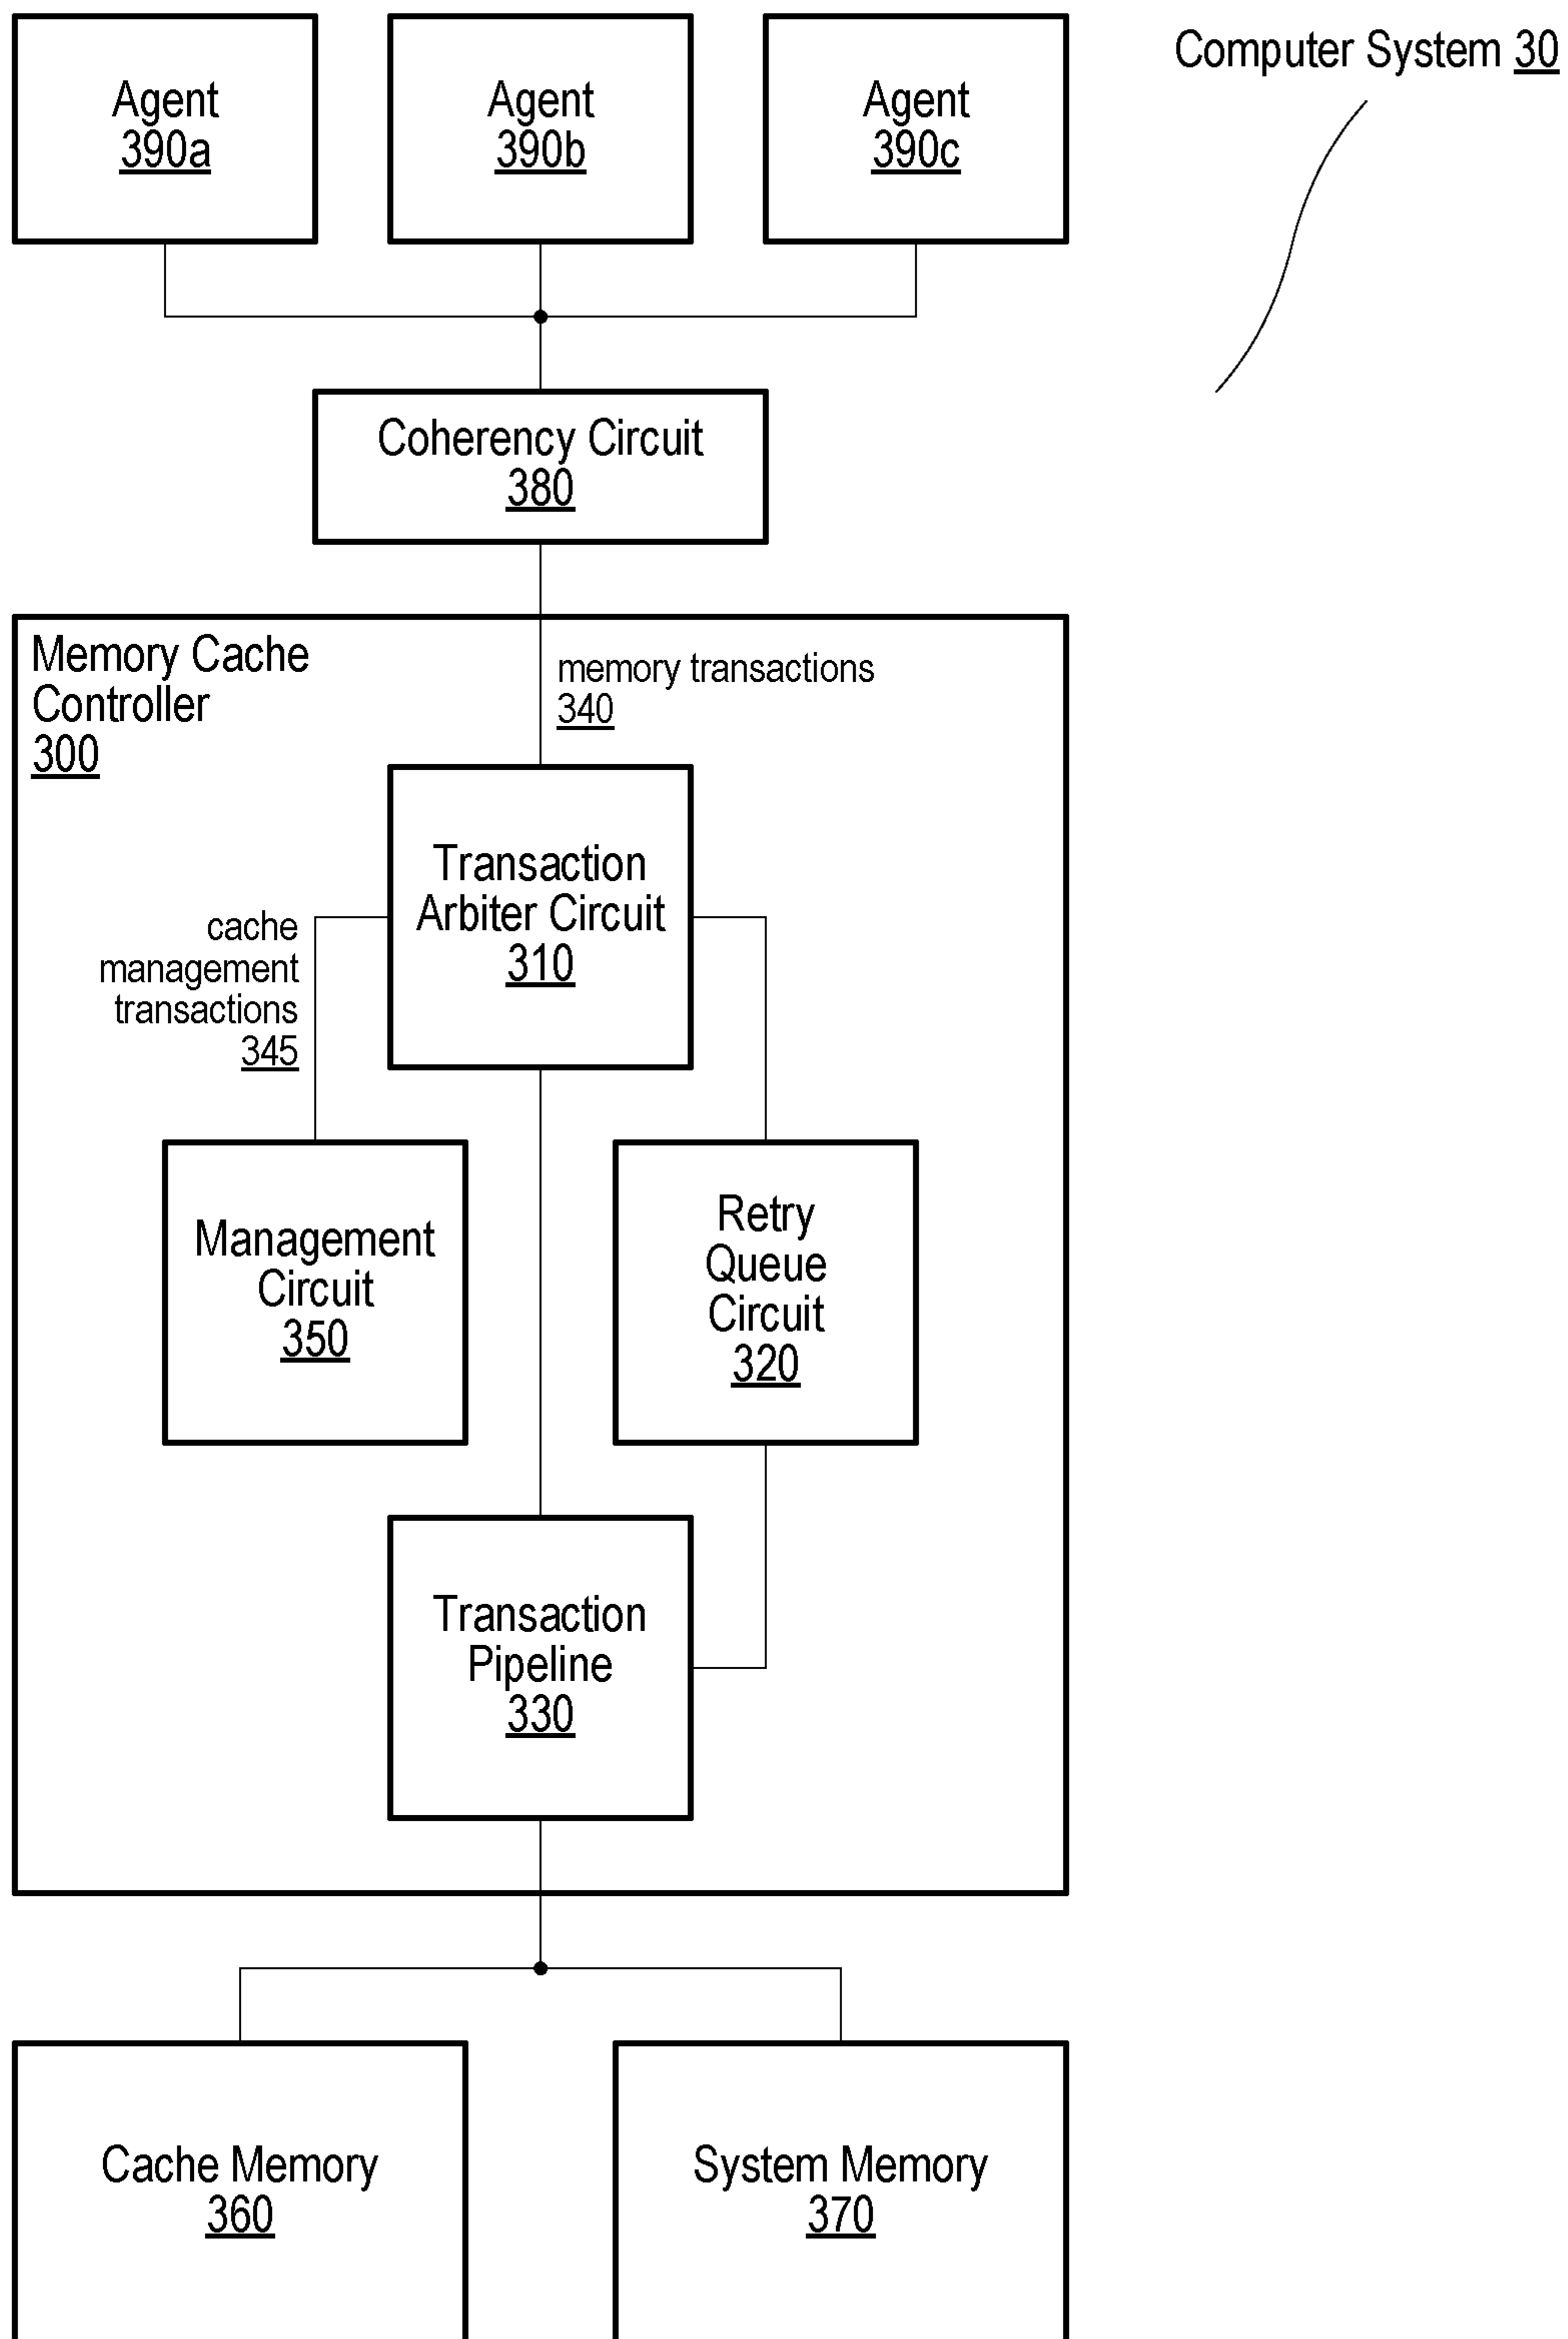 Agent
390a
Agent
390b
Agent
390c
Computer System 30
Coherency Circuit
380
Memory Cache
Controller
300
memory transactions
340
Transaction
Arbiter Circuit
310
cache
management
transactions
345
Management
Circuit
350
Retry
Queue
Circuit
320
Transaction
Pipeline
330
Cache Memory
360
System Memory
370